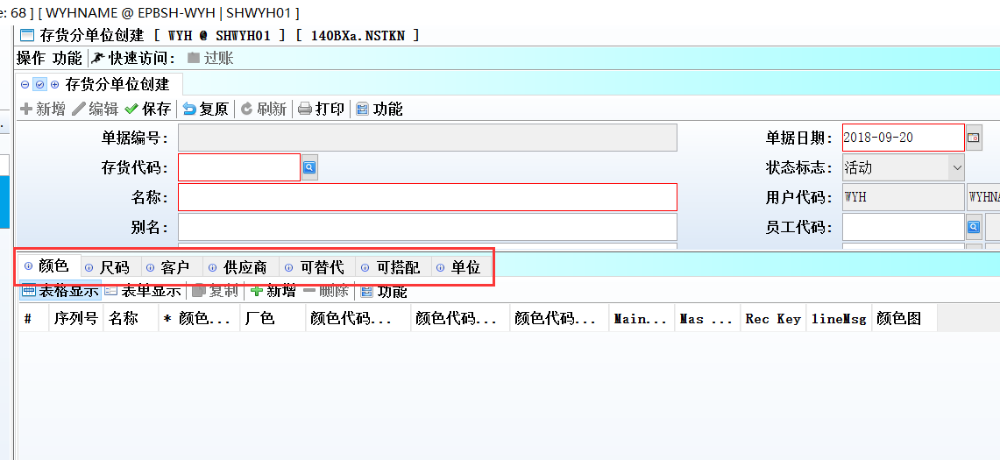 e: 68 ] [ WYHNAME @ EPBSH-WYH | SHWYH01 ]
存货分单位创建 [ WYH @ SHWYH01 ] [ 140BXa.NSTKN ]
操作 功能 快速访问: 过账
存货分单位创建
新增 编辑 保存 复原 刷新 打印 功能
单据编号: 单据日期: 2018-09-20
存货代码: 状态标志: 活动
名称: 用户代码: WYH WYHNA
别名: 员工代码:
颜色 尺码 客户 供应商 可替代 可搭配 单位
表格显示 表单显示 复制 新增 删除 功能
# 序列号 名称 * 颜色... 厂色 颜色代码... 颜色代码... 颜色代码... Main... Mas ... Rec Key lineMsg 颜色图